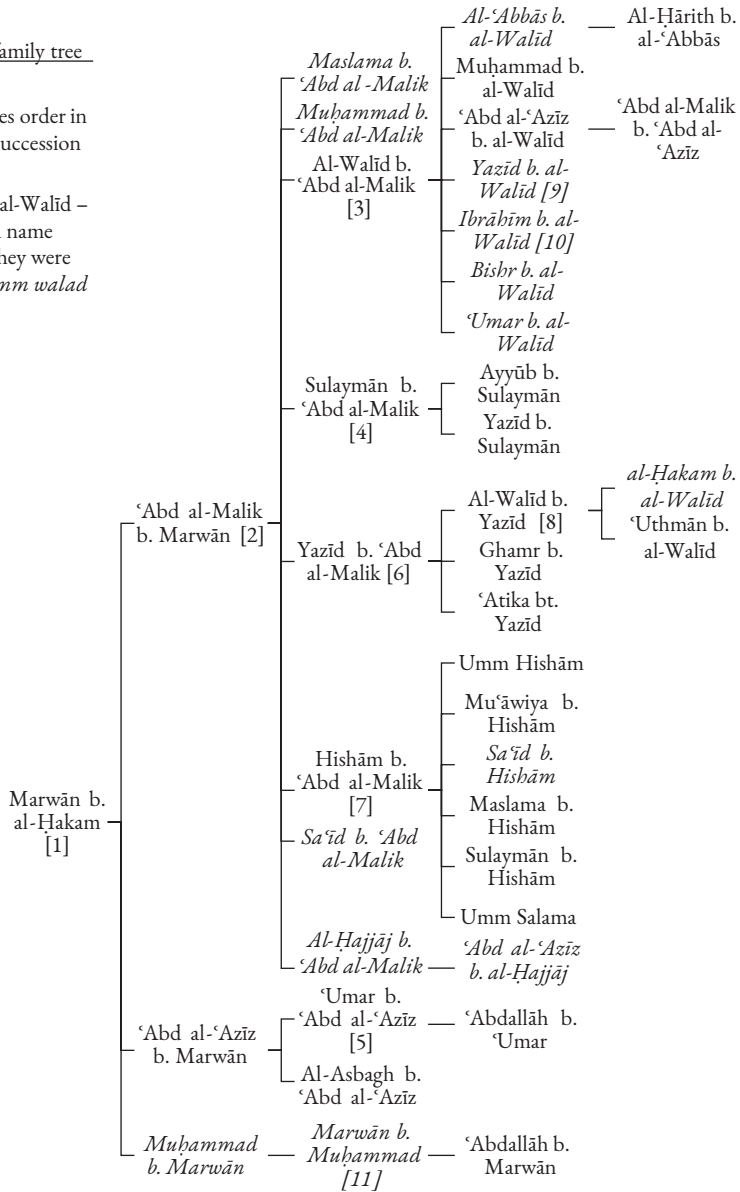 amily tree
es order in
uccession
al-Walīd –
name
hey were
mm walad
Marwān b.
al-Ḥakam
[1]
ʿAbd al-Malik
b. Marwān [2]
Maslama b.
ʿAbd al -Malik
Muḥammad b.
ʿAbd al-Malik
Al-Walīd b.
ʿAbd al-Malik
[3]
Al-ʿAbbās b.
al-Walīd
Al-Ḥārith b.
al-ʿAbbās
Muḥammad b.
al-Walīd
ʿAbd al-ʿAzīz
b. al-Walīd
ʿAbd al-Malik
b. ʿAbd al-
ʿAzīz
Yazīd b. al-
Walīd [9]
Ibrāhīm b. al-
Walīd [10]
Bishr b. al-
Walīd
ʿUmar b. al-
Walīd
Sulaymān b.
ʿAbd al-Malik
[4]
Ayyūb b.
Sulaymān
Yazīd b.
Sulaymān
Yazīd b. ʿAbd
al-Malik [6]
Al-Walīd b.
Yazīd [8]
al-Ḥakam b.
al-Walīd
ʿUthmān b.
al-Walīd
Ghamr b.
Yazīd
ʿAtika bt.
Yazīd
Hishām b.
ʿAbd al-Malik
[7]
Umm Hishām
Muʿāwiya b.
Hishām
Saʿīd b.
Hishām
Maslama b.
Hishām
Sulaymān b.
Hishām
Umm Salama
Saʿīd b. ʿAbd
al-Malik
Al-Ḥajjāj b.
ʿAbd al-Malik
ʿAbd al-ʿAzīz
b. al-Ḥajjāj
ʿAbd al-ʿAzīz
b. Marwān
ʿUmar b.
ʿAbd al-ʿAzīz
[5]
ʿAbdallāh b.
ʿUmar
Al-Asbagh b.
ʿAbd al-ʿAzīz
Muḥammad
b. Marwān
Marwān b.
Muḥammad
[11]
ʿAbdallāh b.
Marwān